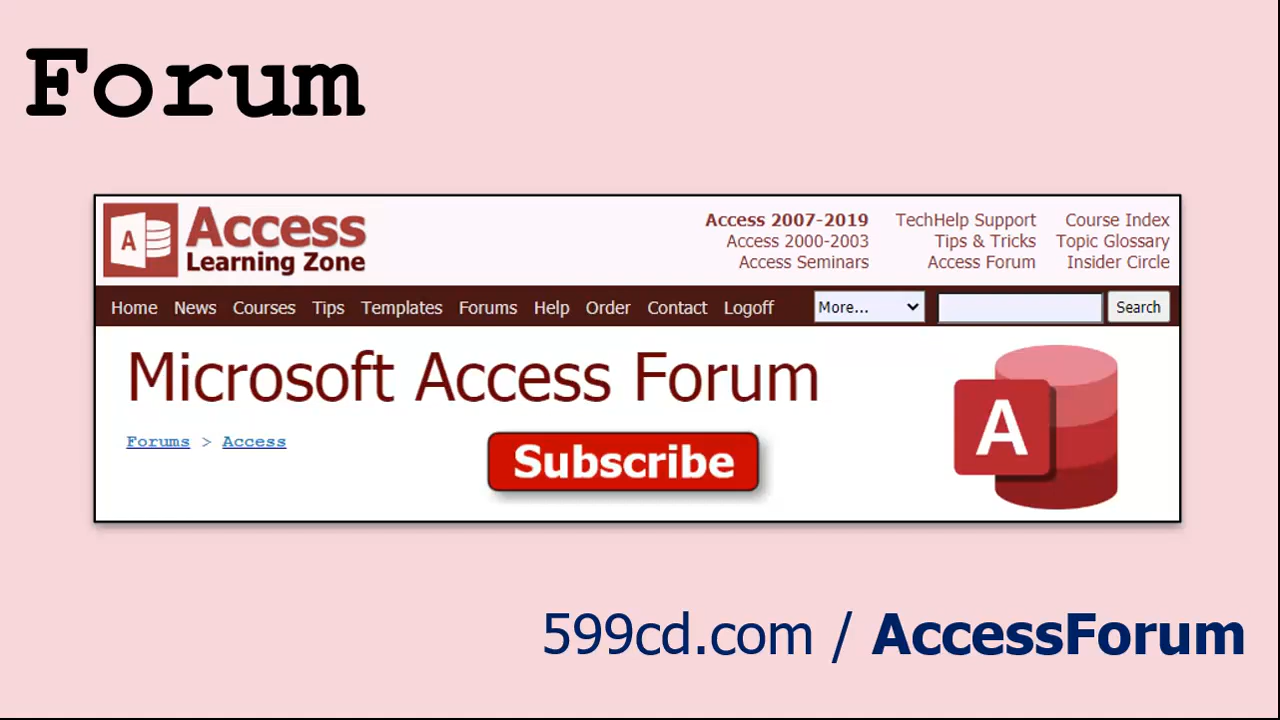 Forum
A
Access
Learning Zone
Access 2007-2019 TechHelp Support Course Index
Access 2000-2003 Tips & Tricks Topic Glossary
Access Seminars Access Forum Insider Circle
Home News Courses Tips Templates Forums Help Order Contact Logoff More... Search
Microsoft Access Forum
Forums > Access
Subscribe
A
599cd.com / AccessForum